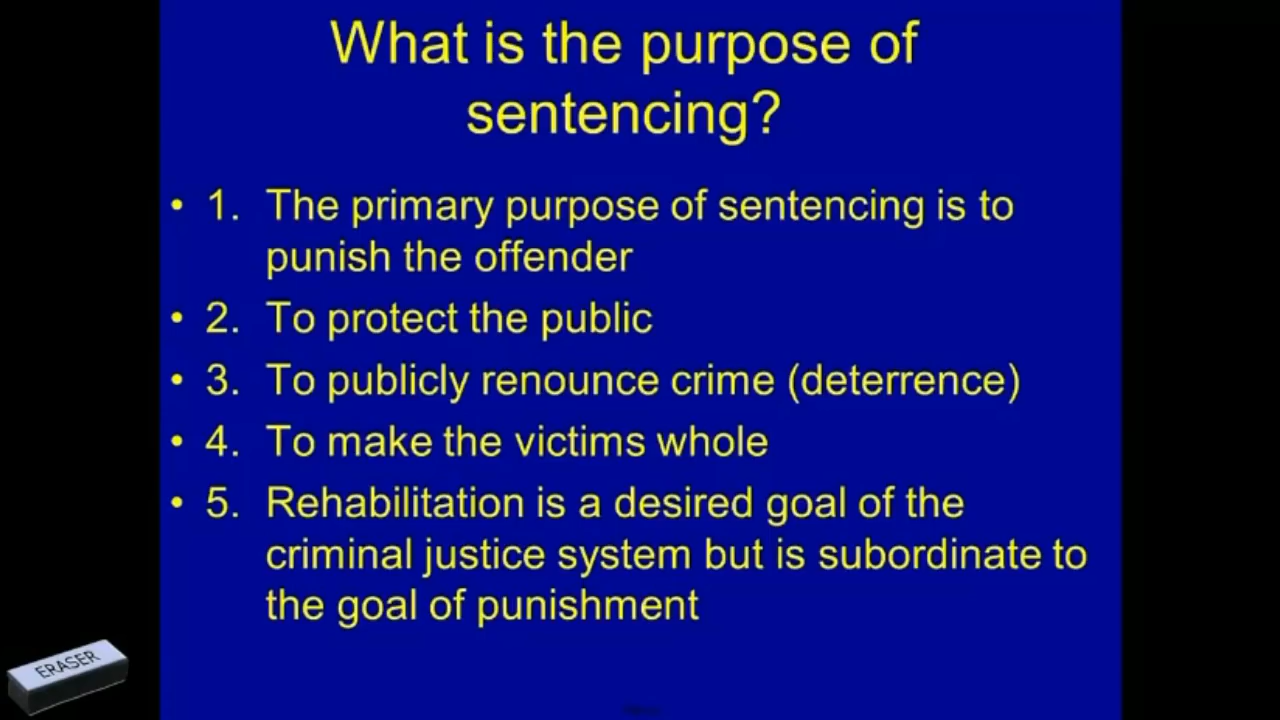 What is the purpose of
sentencing?
• 1. The primary purpose of sentencing is to
punish the offender
• 2. To protect the public
• 3. To publicly renounce crime (deterrence)
• 4. To make the victims whole
• 5. Rehabilitation is a desired goal of the
criminal justice system but is subordinate to
the goal of punishment
ERASER